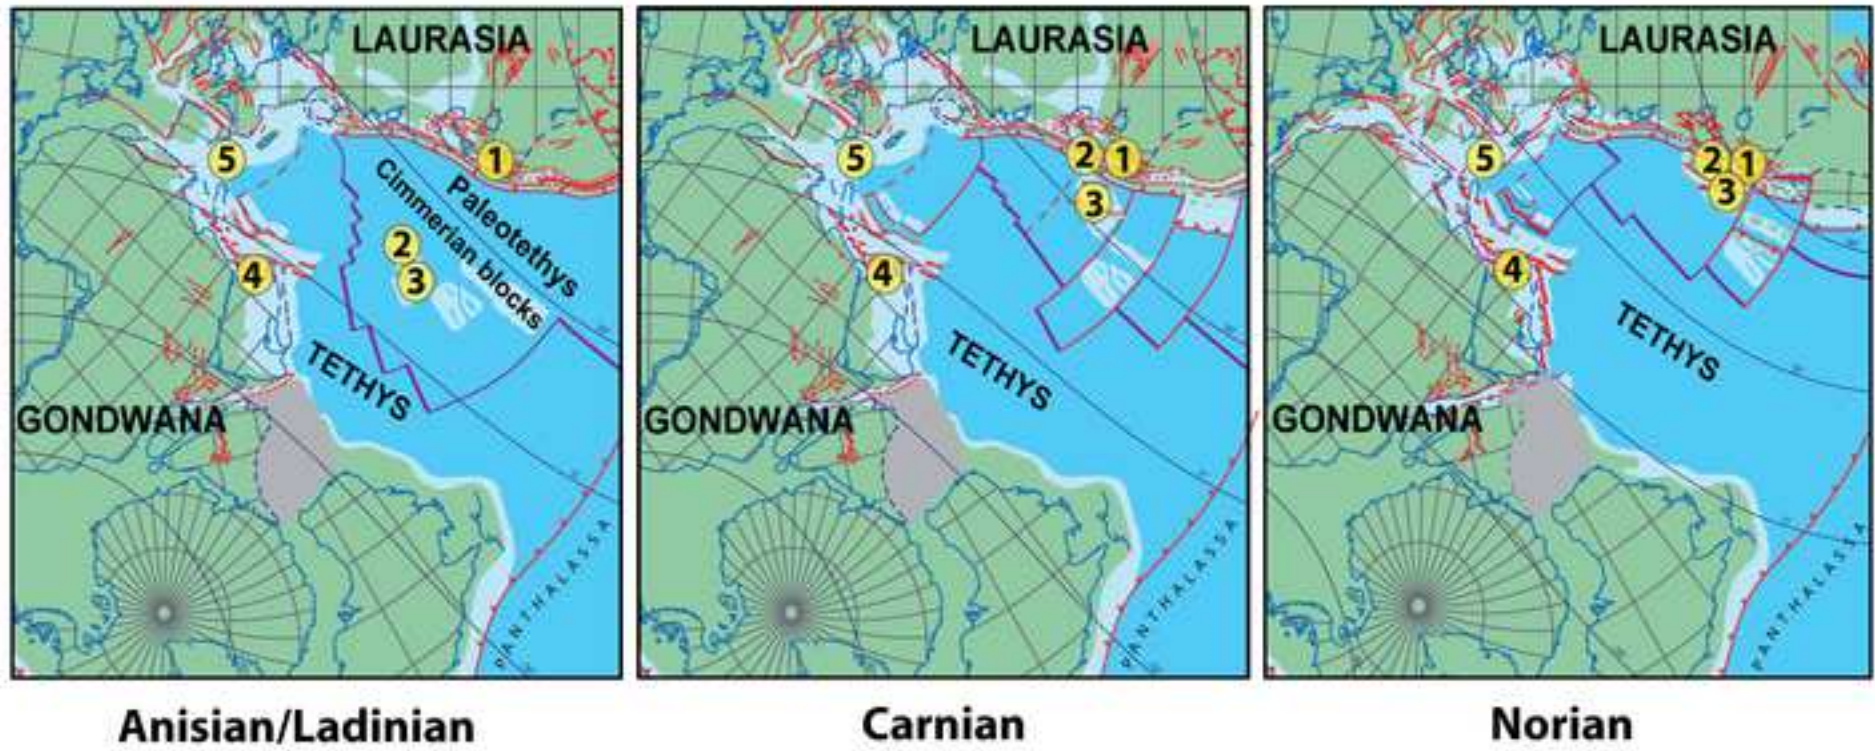 LAURASIA
5
1
Paleotethys
Cimmerian blocks
2
3
4
TETHYS
GONDWANA
PANTHALASSA
Anisian/Ladinian
LAURASIA
5
2
1
3
4
TETHYS
GONDWANA
PANTHALASSA
Carnian
LAURASIA
5
2
1
3
4
TETHYS
GONDWANA
PANTHALASSA
Norian